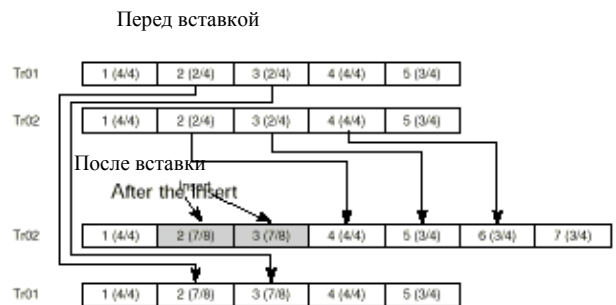 Перед вставкой
Tr01 1 (4/4) 2 (2/4) 3 (2/4) 4 (4/4) 5 (3/4)
Tr02 1 (4/4) 2 (2/4) 3 (2/4) 4 (4/4) 5 (3/4)
После вставки
After the Insert
Insert
Tr02 1 (4/4) 2 (7/8) 3 (7/8) 4 (4/4) 5 (3/4) 6 (3/4) 7 (3/4)
Tr01 1 (4/4) 2 (7/8) 3 (7/8) 4 (4/4) 5 (3/4)